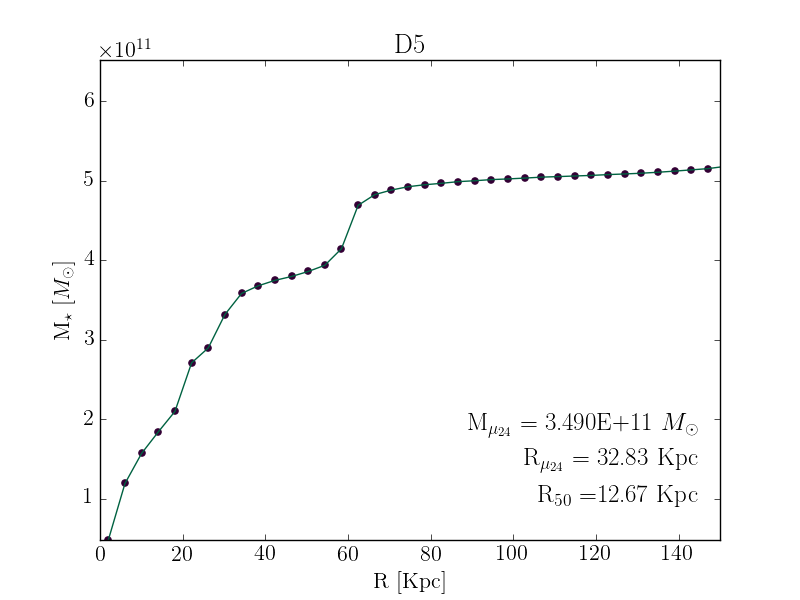 D5
×10¹¹
6
5
4
3
2
1
M⋆ [M⊙]
M_μ₂₄ = 3.490E+11 M⊙
R_μ₂₄ = 32.83 Kpc
R₅₀ =12.67 Kpc
0 20 40 60 80 100 120 140
R [Kpc]